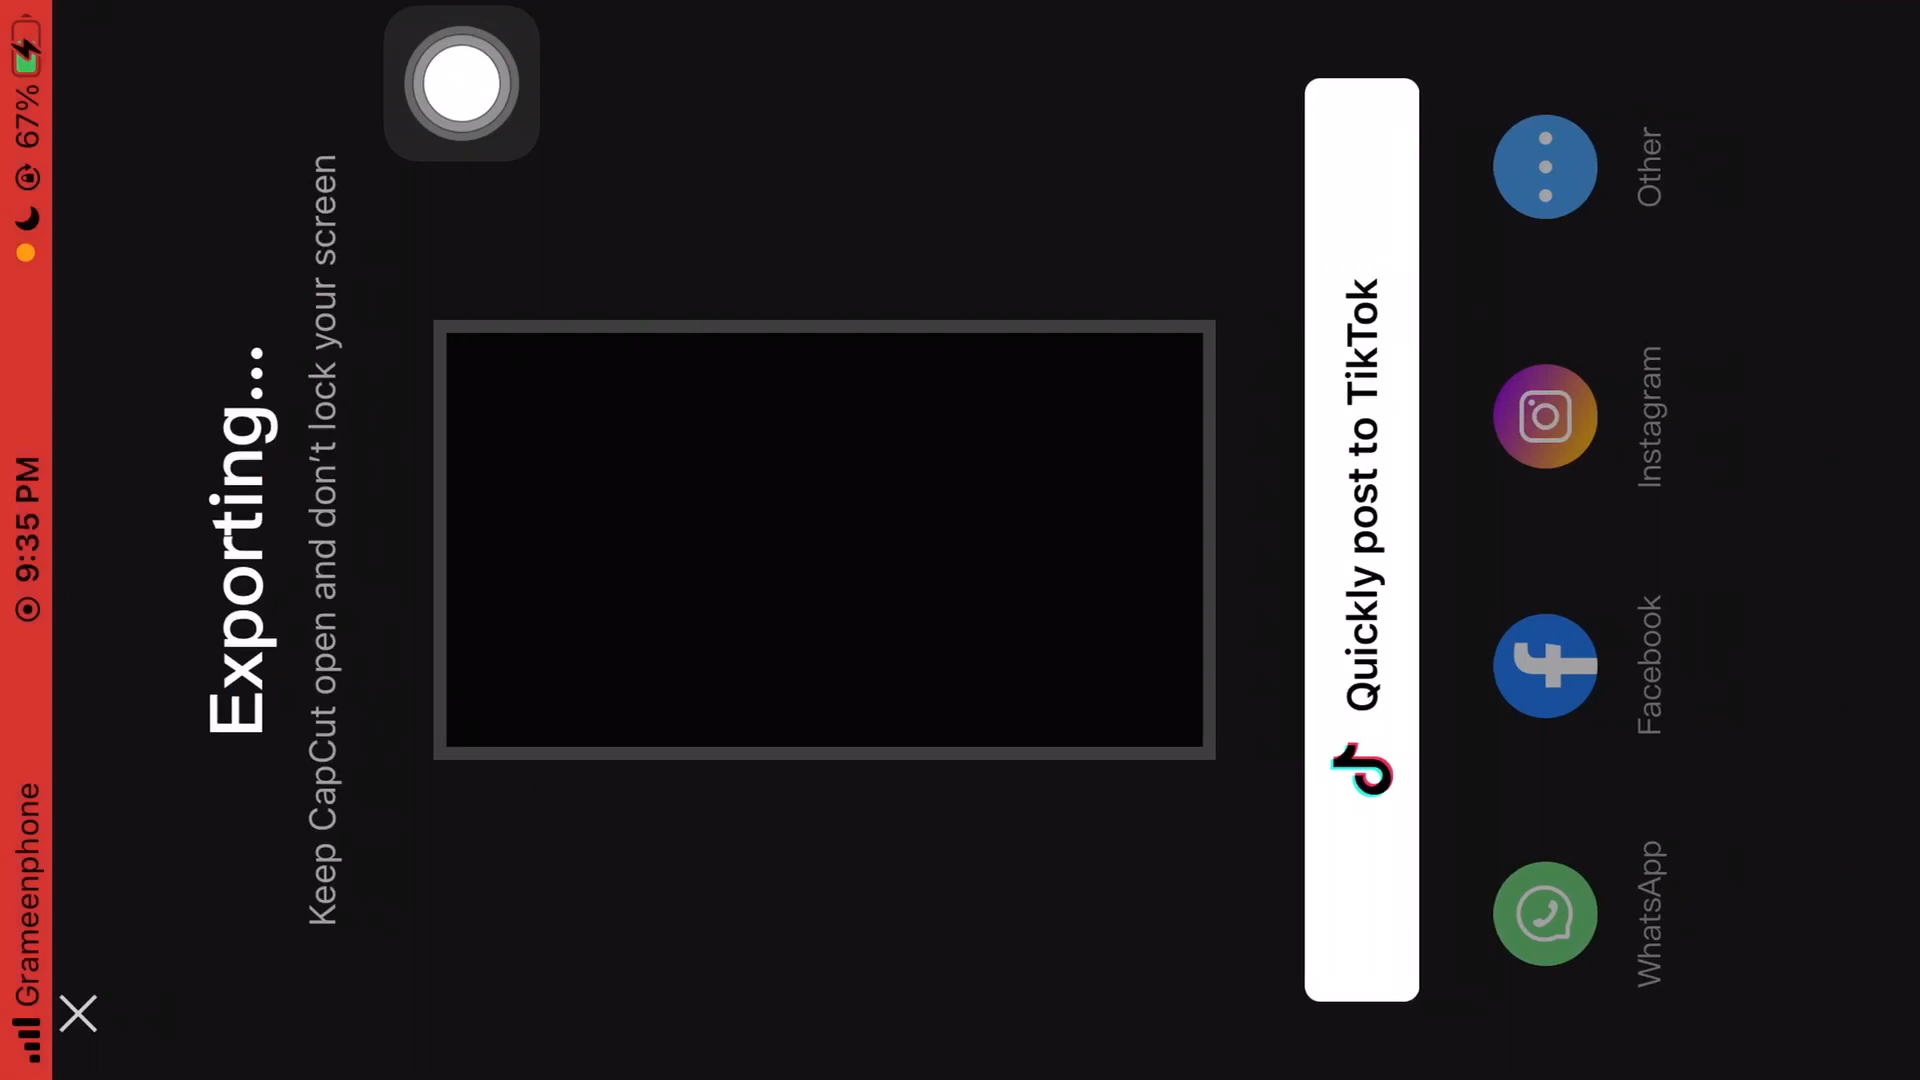 Grameenphone 9:35 PM 67%
Exporting...
Keep CapCut open and don't lock your screen
Quickly post to TikTok
WhatsApp Facebook Instagram Other